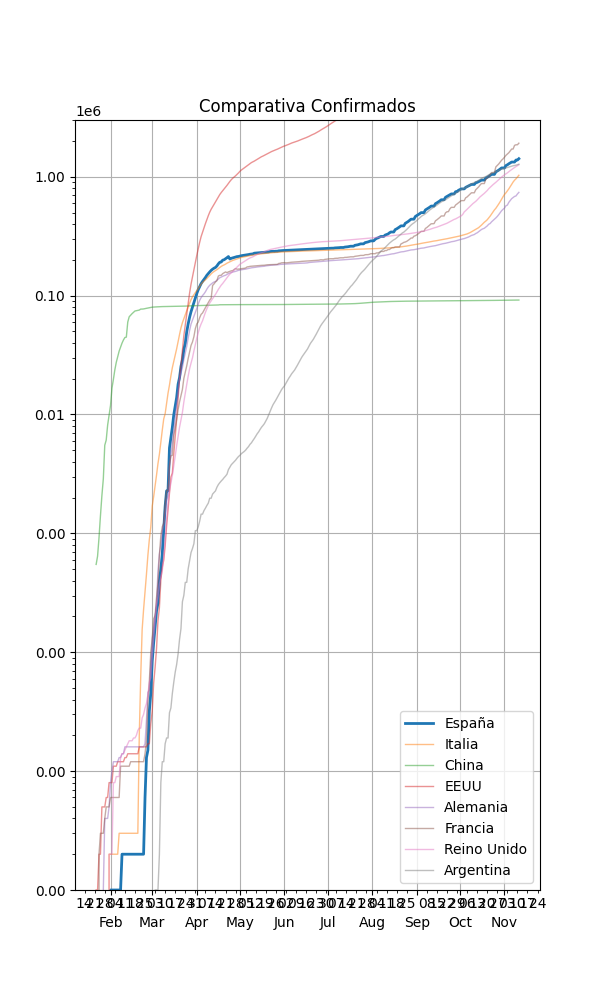 Comparativa Confirmados
1e6
1.00
0.10
0.01
0.00
0.00
0.00
0.00
España
Italia
China
EEUU
Alemania
Francia
Reino Unido
Argentina
Feb Mar Apr May Jun Jul Aug Sep Oct Nov